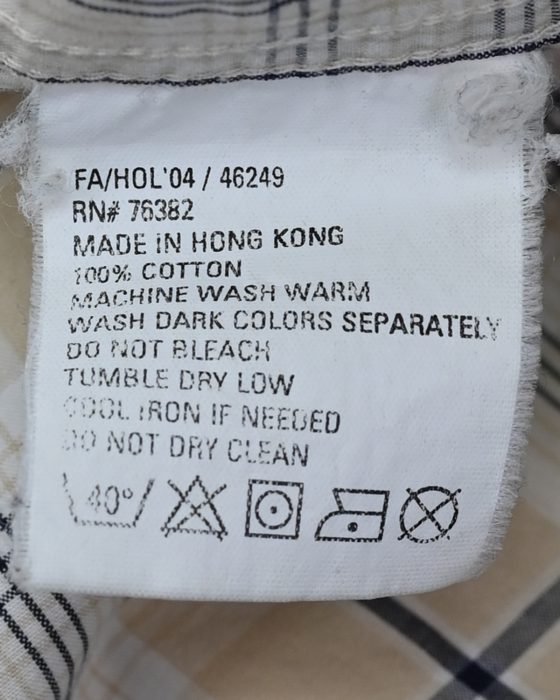 FA/HOL'04 / 46249
RN# 76382
MADE IN HONG KONG
100% COTTON
MACHINE WASH WARM
WASH DARK COLORS SEPARATELY
DO NOT BLEACH
TUMBLE DRY LOW
COOL IRON IF NEEDED
DO NOT DRY CLEAN
40°